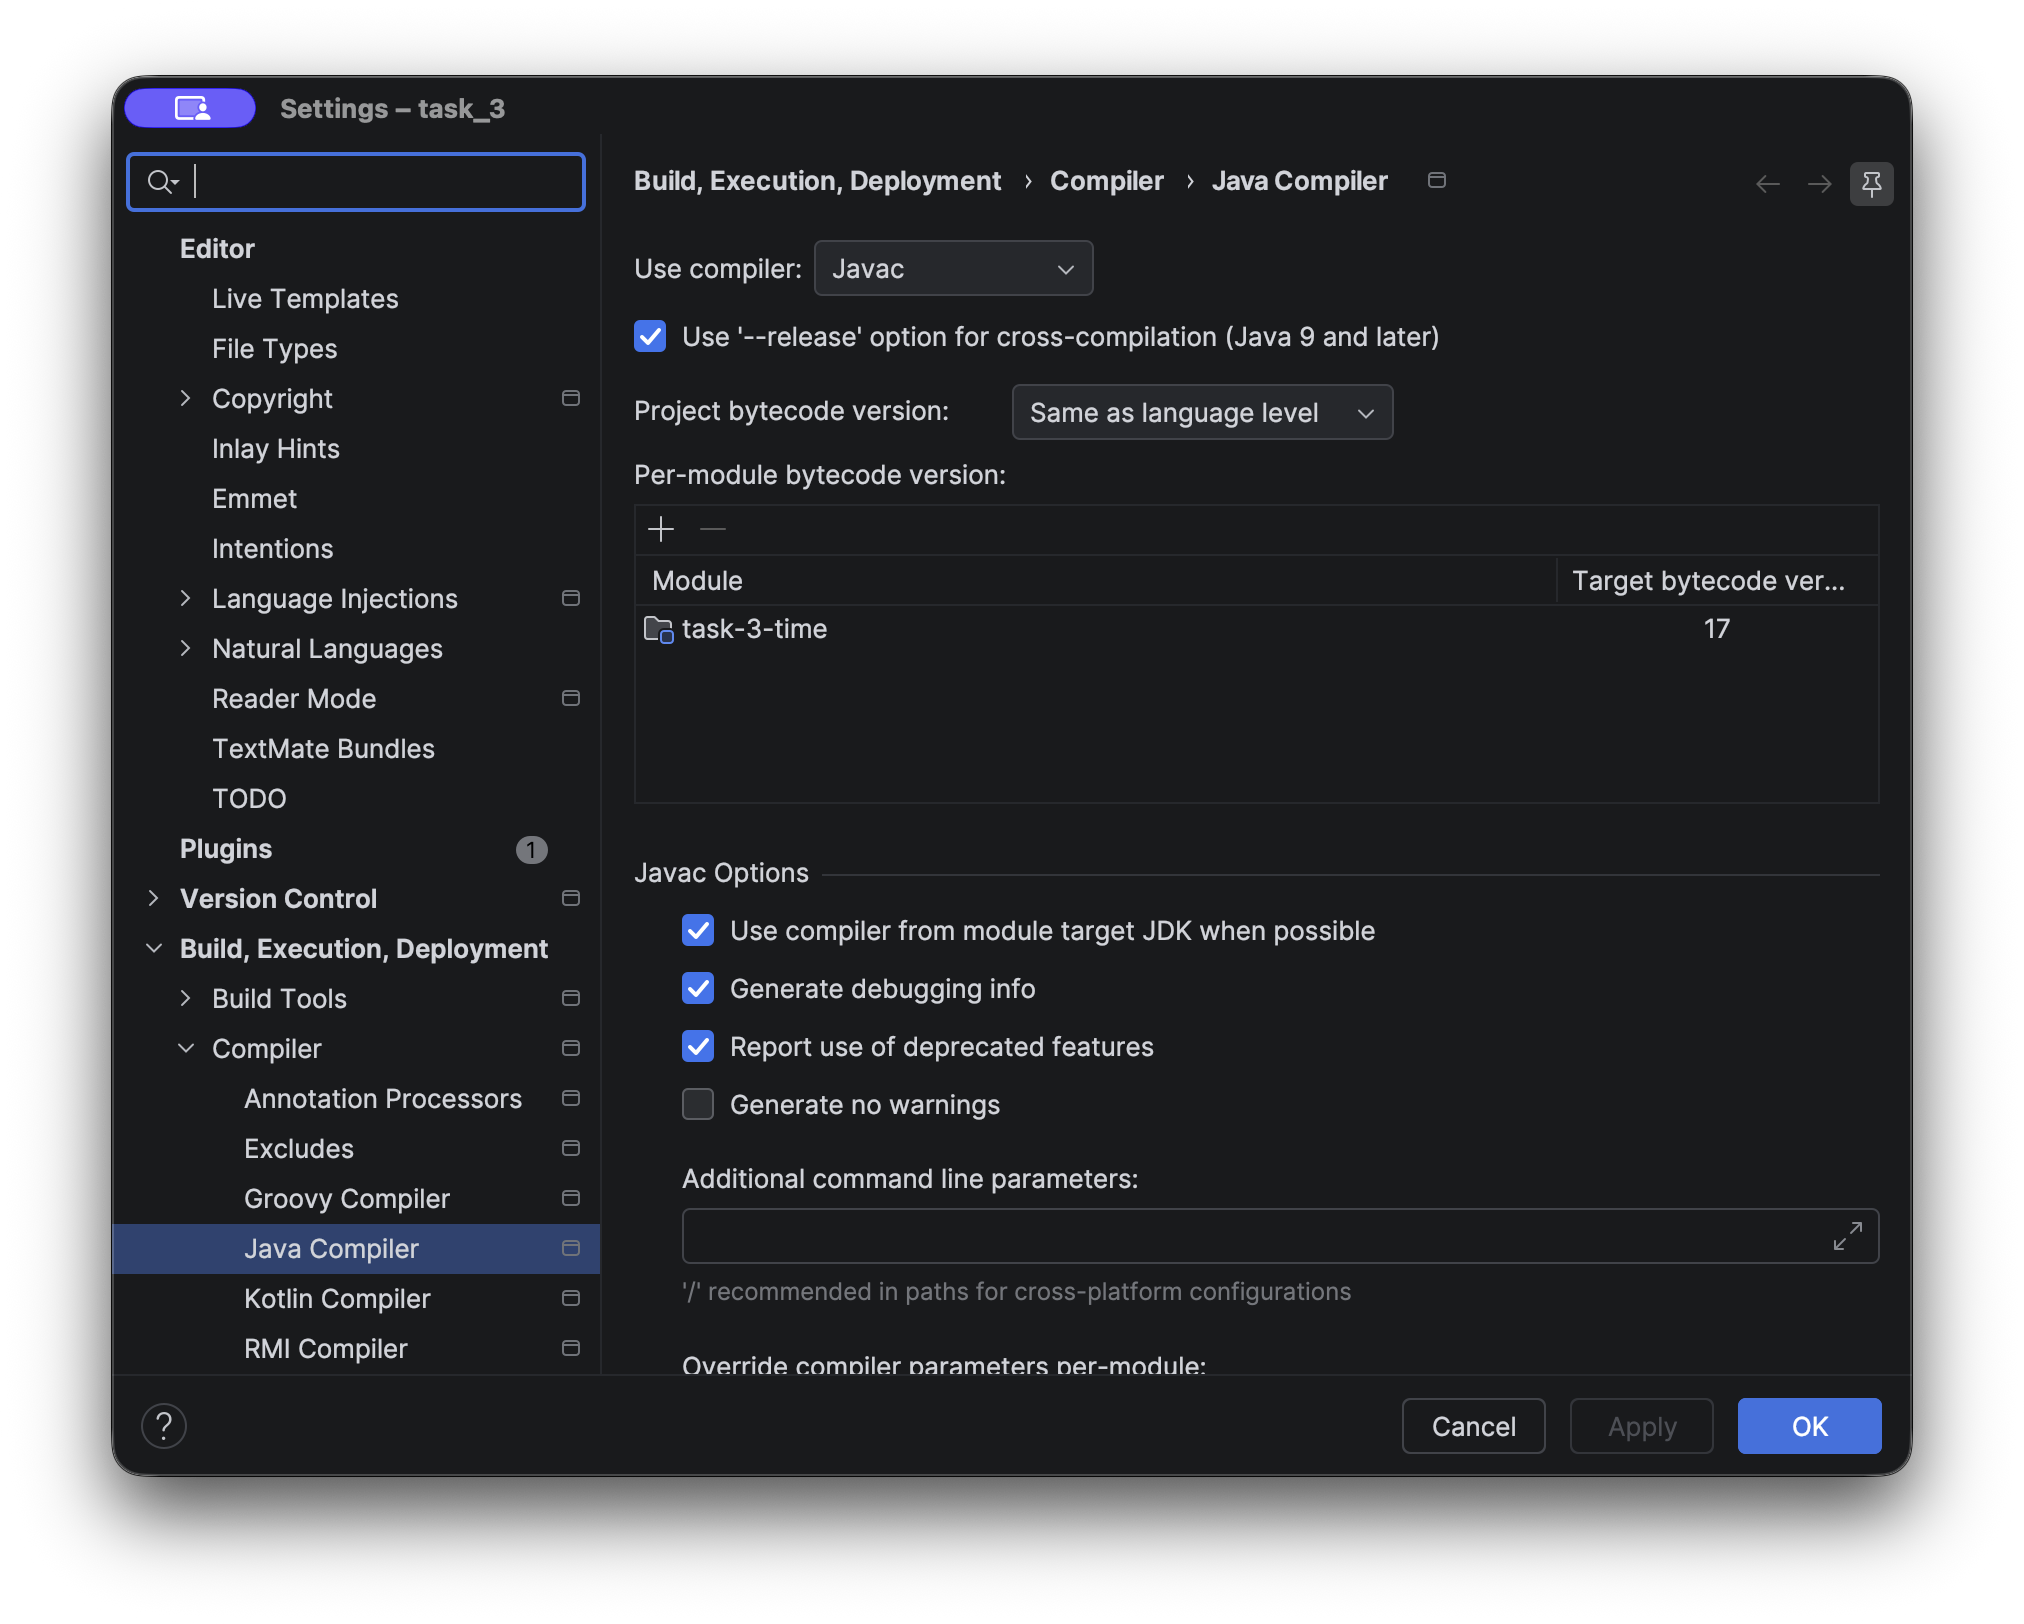 Settings – task_3
Editor
Live Templates
File Types
Copyright
Inlay Hints
Emmet
Intentions
Language Injections
Natural Languages
Reader Mode
TextMate Bundles
TODO
Plugins 1
Version Control
Build, Execution, Deployment
Build Tools
Compiler
Annotation Processors
Excludes
Groovy Compiler
Java Compiler
Kotlin Compiler
RMI Compiler
Build, Execution, Deployment › Compiler › Java Compiler
Use compiler: Javac
Use '--release' option for cross-compilation (Java 9 and later)
Project bytecode version: Same as language level
Per-module bytecode version:
Module Target bytecode ver...
task-3-time 17
Javac Options
Use compiler from module target JDK when possible
Generate debugging info
Report use of deprecated features
Generate no warnings
Additional command line parameters:
'/' recommended in paths for cross-platform configurations
Override compiler parameters per-module:
? Cancel Apply OK